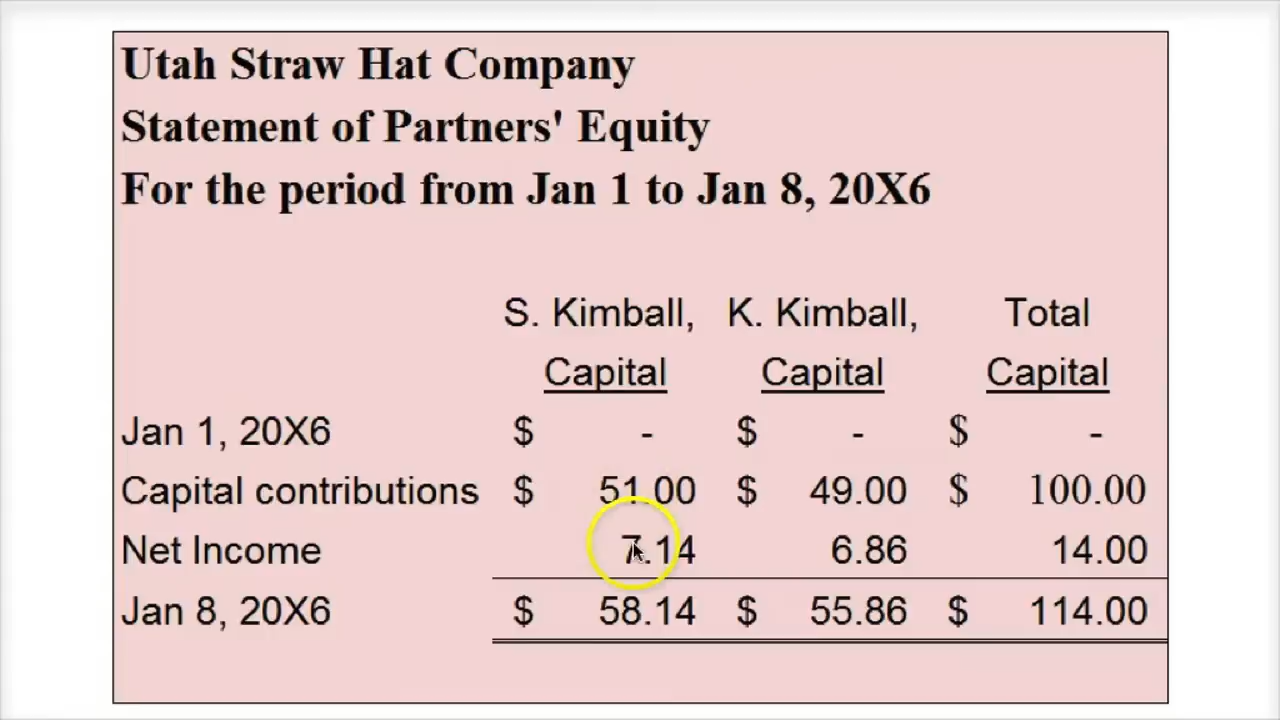 Utah Straw Hat Company
Statement of Partners' Equity
For the period from Jan 1 to Jan 8, 20X6
S. Kimball, K. Kimball, Total
Capital Capital Capital
Jan 1, 20X6 $ - $ - $ -
Capital contributions $ 51.00 $ 49.00 $ 100.00
Net Income 7.14 6.86 14.00
Jan 8, 20X6 $ 58.14 $ 55.86 $ 114.00